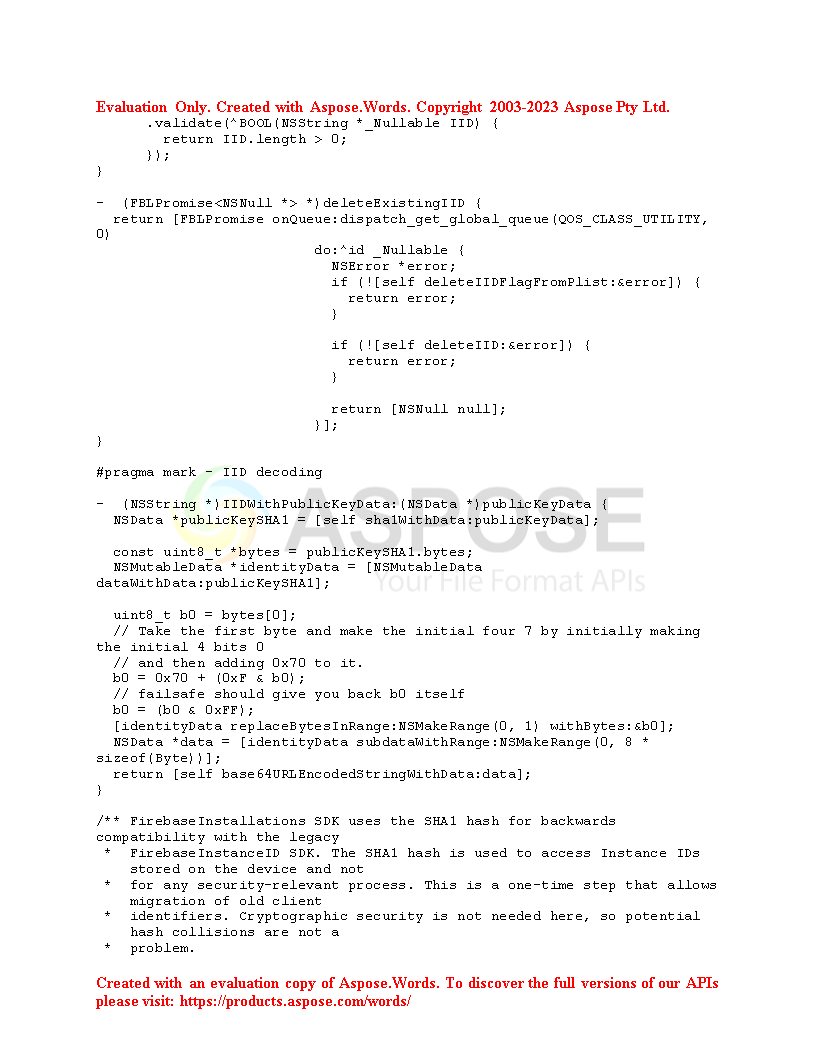 Evaluation Only. Created with Aspose.Words. Copyright 2003-2023 Aspose Pty Ltd.
      .validate(^BOOL(NSString *_Nullable IID) {
        return IID.length > 0;
      });
}

-  (FBLPromise<NSNull *> *)deleteExistingIID {
  return [FBLPromise onQueue:dispatch_get_global_queue(QOS_CLASS_UTILITY,
0)
                          do:^id _Nullable {
                            NSError *error;
                            if (![self deleteIIDFlagFromPlist:&error]) {
                              return error;
                            }

                            if (![self deleteIID:&error]) {
                              return error;
                            }

                            return [NSNull null];
                          }];
}

#pragma mark - IID decoding

-  (NSString *)IIDWithPublicKeyData:(NSData *)publicKeyData {
  NSData *publicKeySHA1 = [self sha1WithData:publicKeyData];

  const uint8_t *bytes = publicKeySHA1.bytes;
  NSMutableData *identityData = [NSMutableData
dataWithData:publicKeySHA1];

  uint8_t b0 = bytes[0];
  // Take the first byte and make the initial four 7 by initially making
the initial 4 bits 0
  // and then adding 0x70 to it.
  b0 = 0x70 + (0xF & b0);
  // failsafe should give you back b0 itself
  b0 = (b0 & 0xFF);
  [identityData replaceBytesInRange:NSMakeRange(0, 1) withBytes:&b0];
  NSData *data = [identityData subdataWithRange:NSMakeRange(0, 8 *
sizeof(Byte))];
  return [self base64URLEncodedStringWithData:data];
}

/** FirebaseInstallations SDK uses the SHA1 hash for backwards
compatibility with the legacy
 *  FirebaseInstanceID SDK. The SHA1 hash is used to access Instance IDs
    stored on the device and not
 *  for any security-relevant process. This is a one-time step that allows
    migration of old client
 *  identifiers. Cryptographic security is not needed here, so potential
    hash collisions are not a
 *  problem.
ASPOSE
Your File Format APIs
Created with an evaluation copy of Aspose.Words. To discover the full versions of our APIs
please visit: https://products.aspose.com/words/